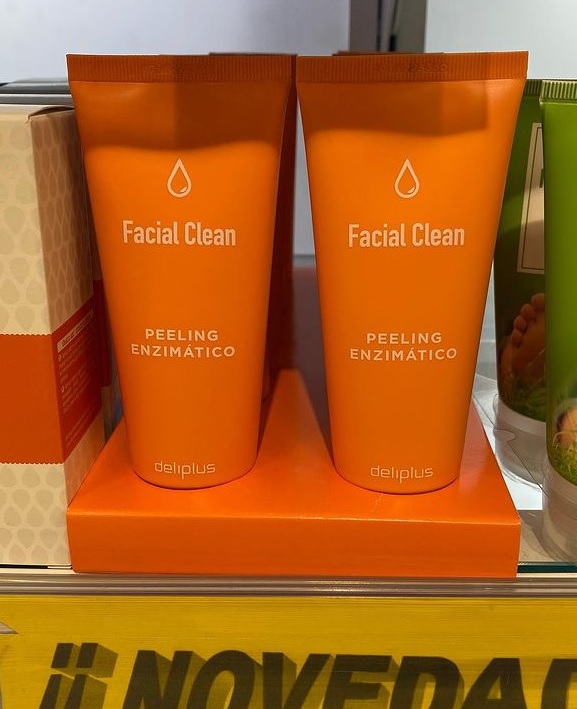 Facial Clean
PEELING
ENZIMÁTICO
deliplus
Facial Clean
PEELING
ENZIMÁTICO
deliplus
¡¡NOVEDAD